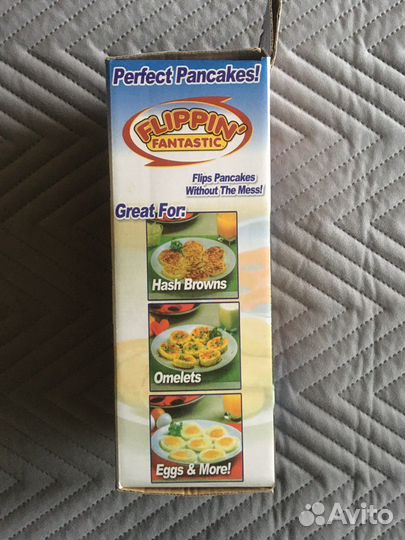 Perfect Pancakes!
FLIPPIN'
FANTASTIC
Flips Pancakes
Without The Mess!
Great For:
Hash Browns
Omelets
Eggs & More!
Avito